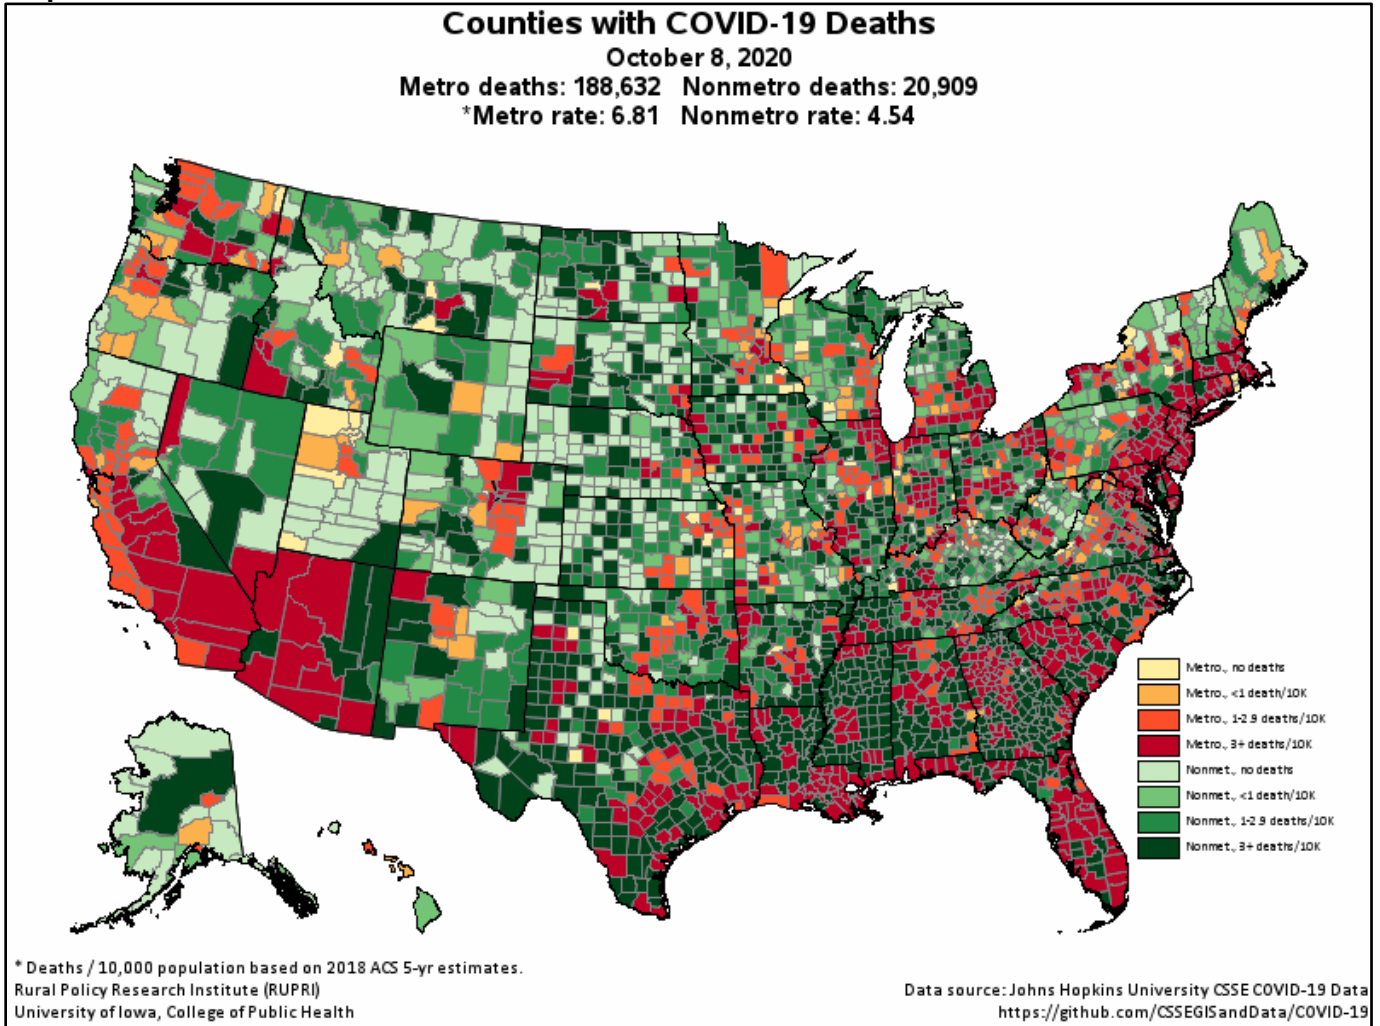 Counties with COVID-19 Deaths
October 8, 2020
Metro deaths: 188,632   Nonmetro deaths: 20,909
*Metro rate: 6.81   Nonmetro rate: 4.54
Metro., no deaths
Metro., <1 death/10K
Metro., 1-2.9 deaths/10K
Metro., 3+ deaths/10K
Nonmet., no deaths
Nonmet., <1 death/10K
Nonmet., 1-2.9 deaths/10K
Nonmet., 3+ deaths/10K
* Deaths / 10,000 population based on 2018 ACS 5-yr estimates.
Rural Policy Research Institute (RUPRI)
University of Iowa, College of Public Health
Data source: Johns Hopkins University CSSE COVID-19 Data
https://github.com/CSSEGISandData/COVID-19